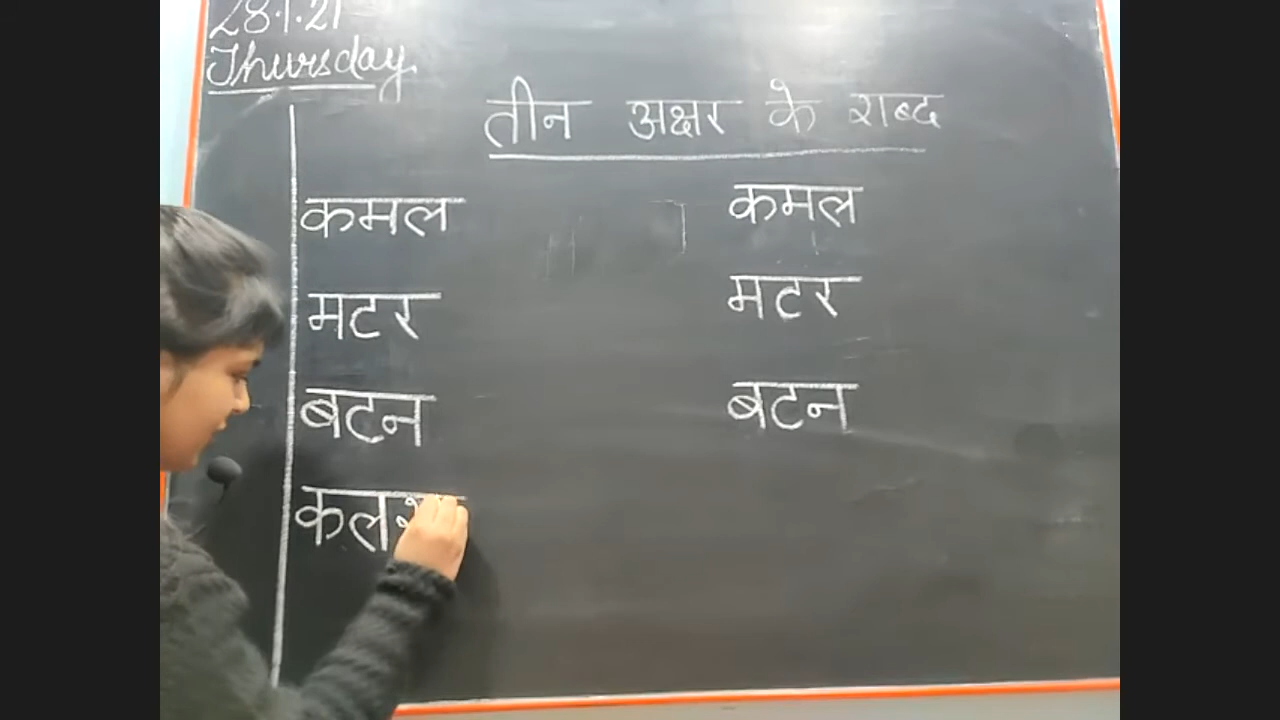 28.1.21
Thursday
तीन अक्षर के शब्द
कमल कमल
मटर मटर
बटन बटन